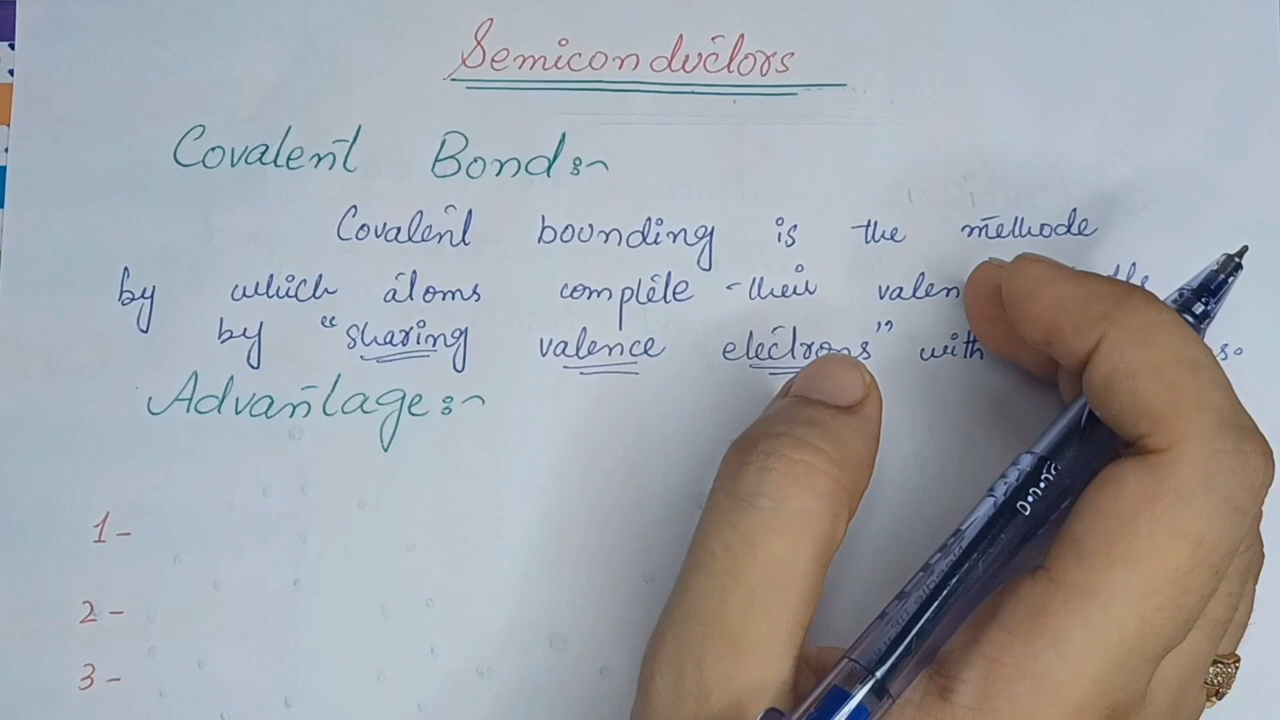 Semiconductors
Covalent Bond:~
Covalent bounding is the methode
by which atoms complete their
by "sharing valence electrons" with
Advantage:~
1-
2-
3-